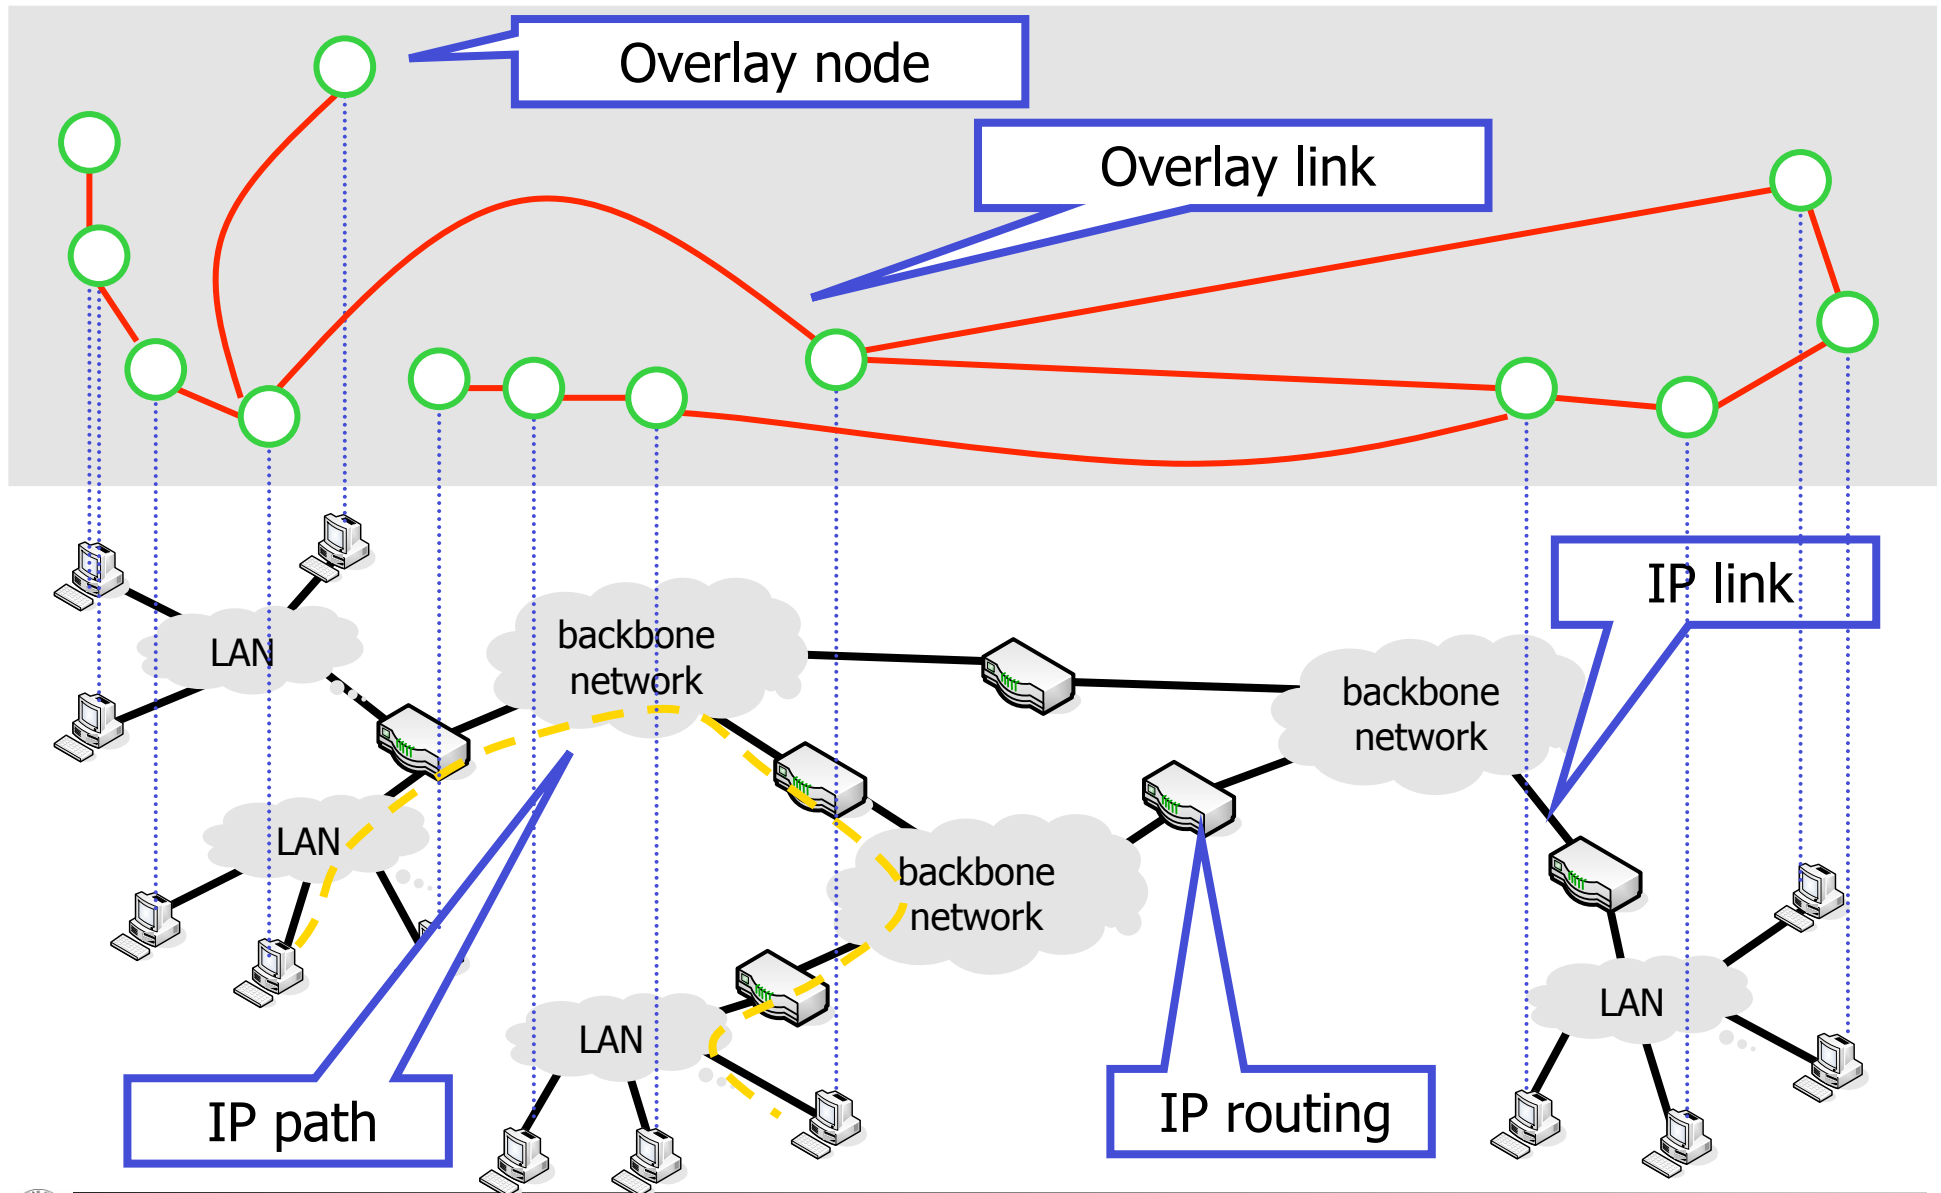 Overlay node
Overlay link
IP link
LAN
backbone
network
backbone
network
LAN
backbone
network
LAN
LAN
IP path
IP routing